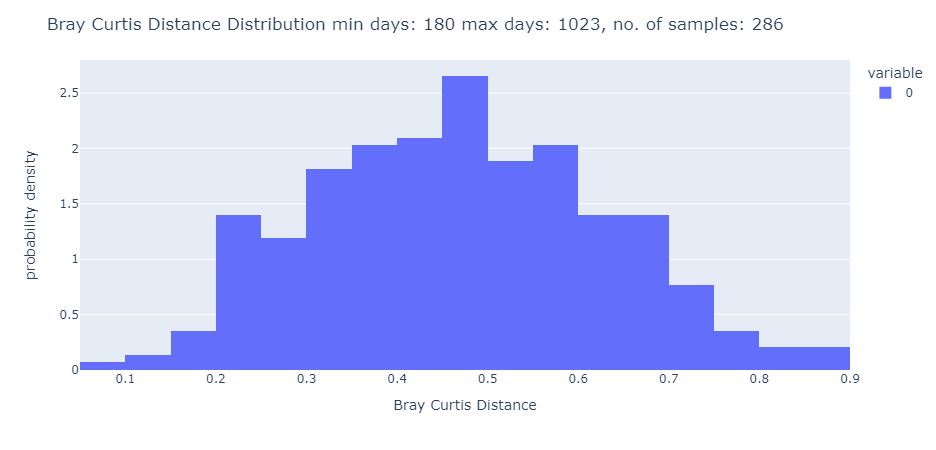 Bray Curtis Distance Distribution min days: 180 max days: 1023, no. of samples: 286
variable
0
probability density
2.5
2
1.5
1
0.5
0
0.1 0.2 0.3 0.4 0.5 0.6 0.7 0.8 0.9
Bray Curtis Distance